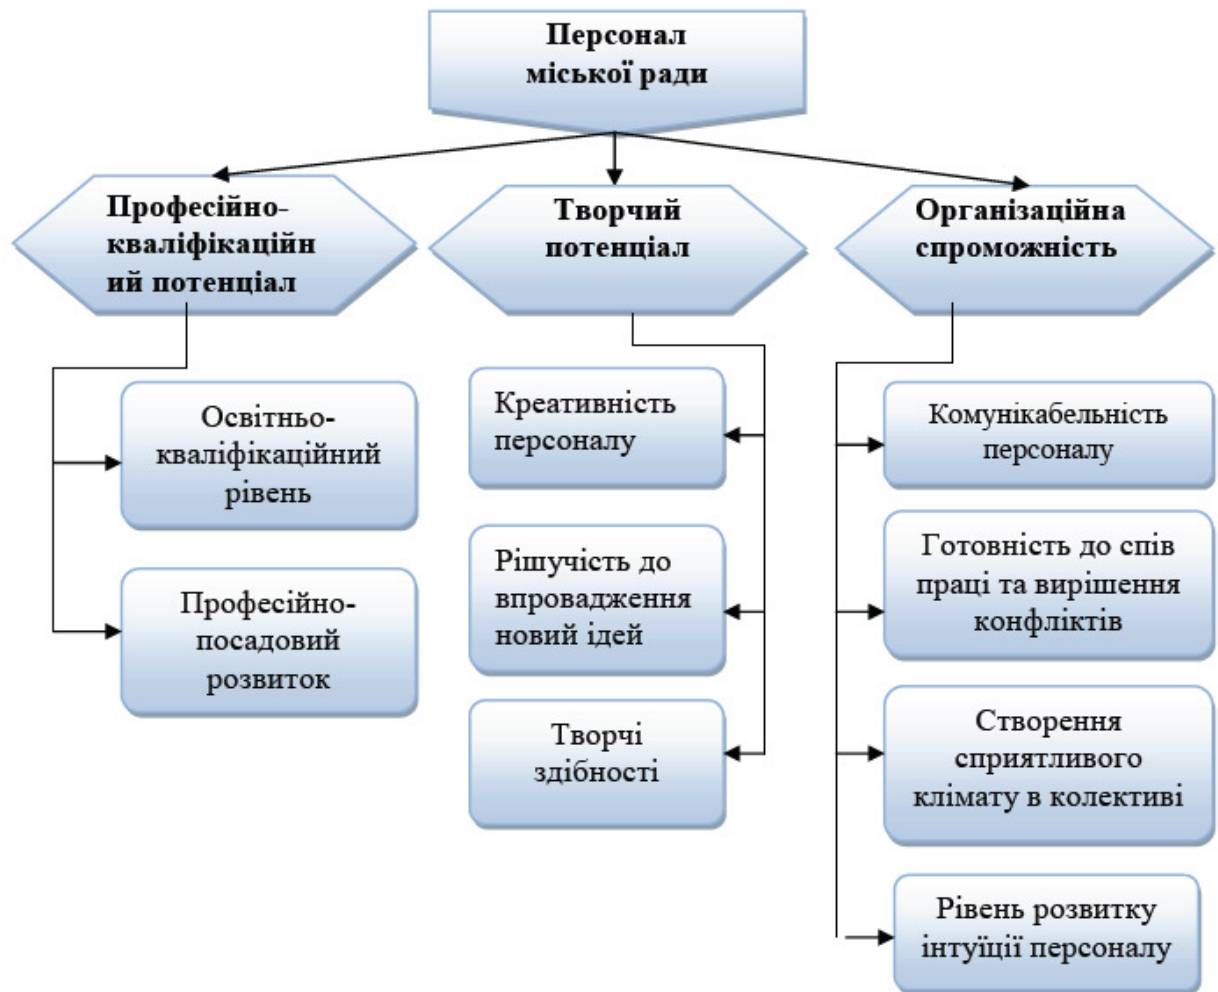 Персонал
міської ради
Професійно-
кваліфікаційн
ий потенціал
Творчий
потенціал
Організаційна
спроможність
Освітньо-
кваліфікаційний
рівень
Професійно-
посадовий
розвиток
Креативність
персоналу
Рішучість до
впровадження
новий ідей
Творчі
здібності
Комунікабельність
персоналу
Готовність до спів
праці та вирішення
конфліктів
Створення
сприятливого
клімату в колективі
Рівень розвитку
інтуїції персоналу